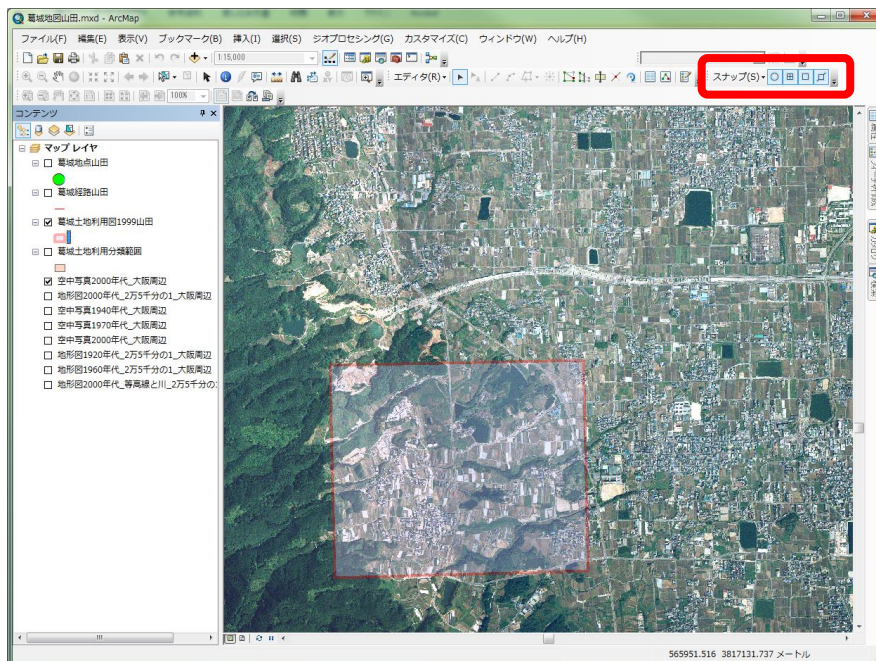 葛城地図山田.mxd - ArcMap
ファイル(F) 編集(E) 表示(V) ブックマーク(B) 挿入(I) 選択(S) ジオプロセシング(G) カスタマイズ(C) ウィンドウ(W) ヘルプ(H)
1:15,000
エディタ(R)
スナップ(S)
100%
コンテンツ
マップ レイヤ
葛城地点山田
葛城経路山田
葛城土地利用図1999山田
葛城土地利用分類範囲
空中写真2000年代_大阪周辺
地形図2000年代_2万5千分の1_大阪周辺
空中写真1940年代_大阪周辺
空中写真1970年代_大阪周辺
空中写真2000年代_大阪周辺
地形図1920年代_2万5千分の1_大阪周辺
地形図1960年代_2万5千分の1_大阪周辺
地形図2000年代_等高線と川_2万5千分の
カタログ
検索
565951.516 3817131.737 メートル